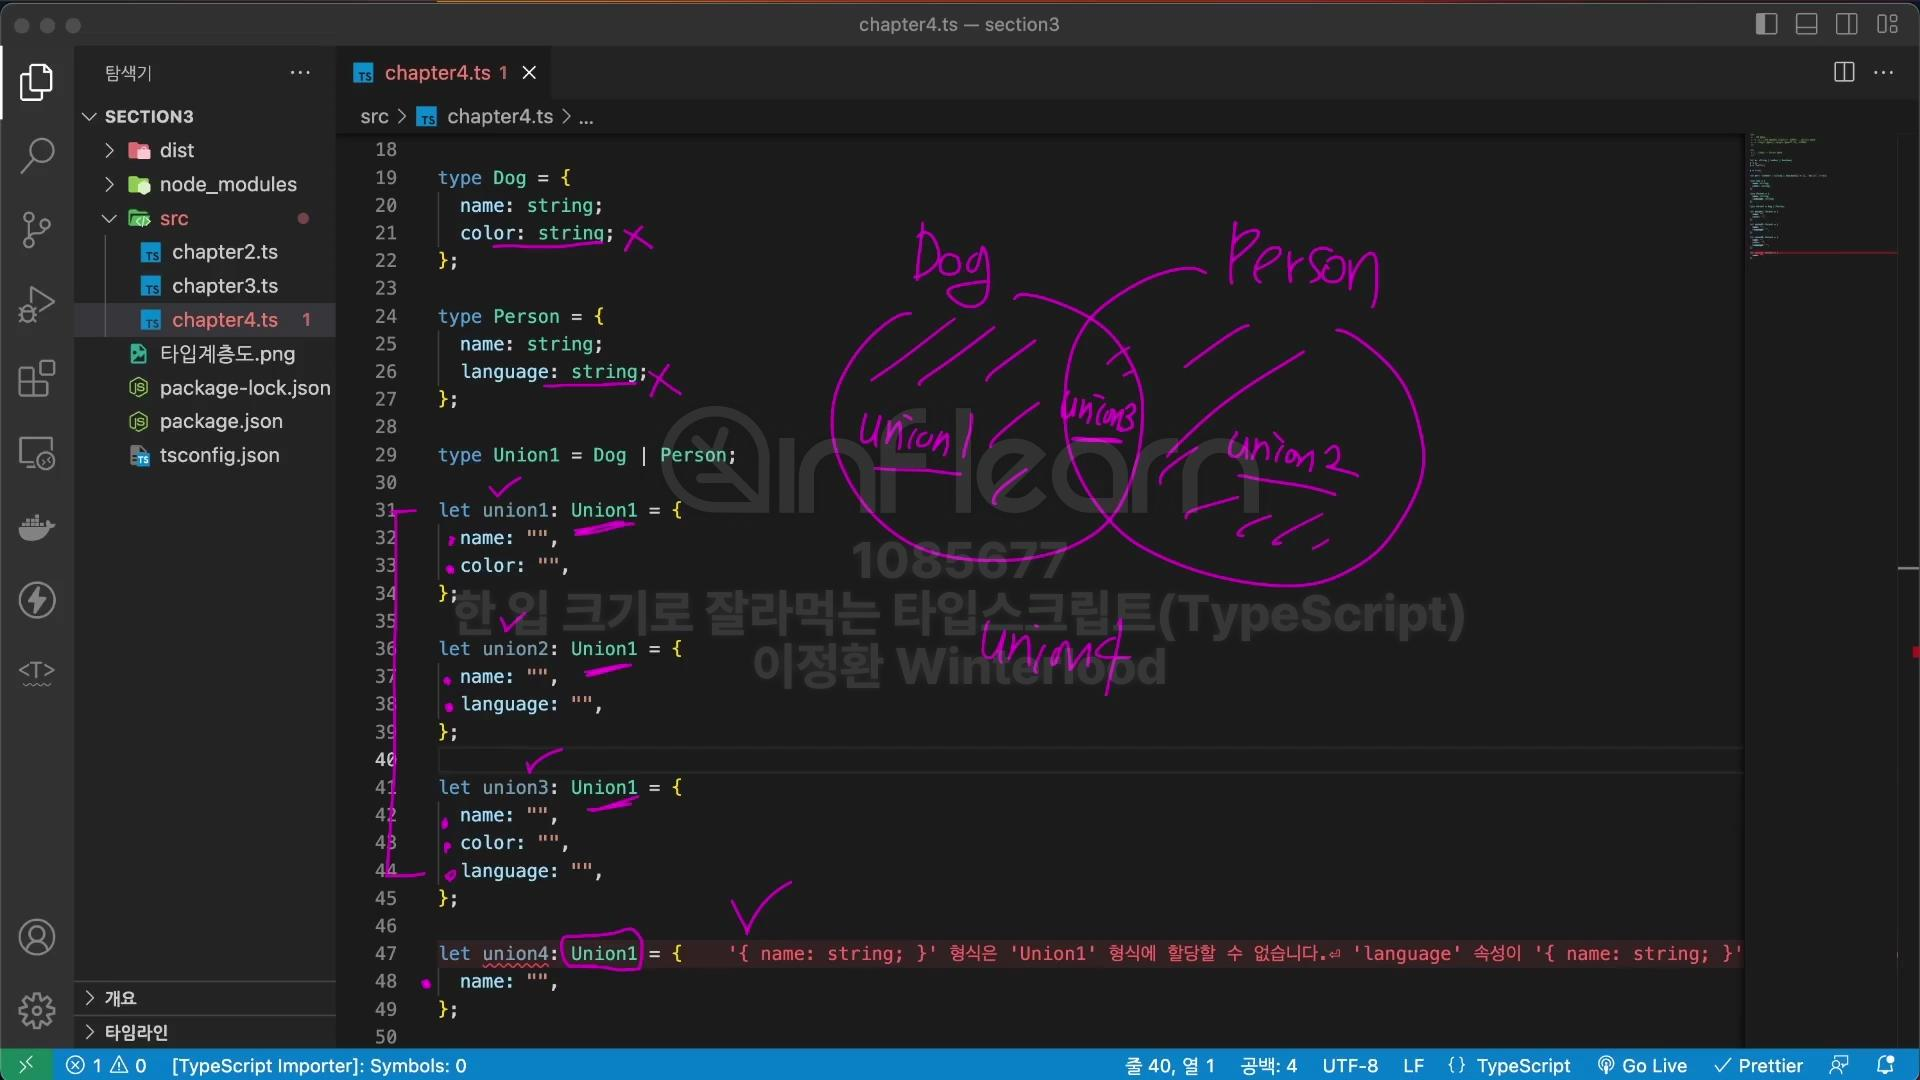 chapter4.ts — section3
탐색기
chapter4.ts 1
SECTION3
src > chapter4.ts > ...
dist
node_modules
src
chapter2.ts
chapter3.ts
chapter4.ts 1
타입계층도.png
package-lock.json
package.json
tsconfig.json
개요
타임라인
18
19 type Dog = {
20 name: string;
21 color: string;
22 };
23
24 type Person = {
25 name: string;
26 language: string;
27 };
28
29 type Union1 = Dog | Person;
30
31 let union1: Union1 = {
32 name: "",
33 color: "",
34 };
35
36 let union2: Union1 = {
37 name: "",
38 language: "",
39 };
40
41 let union3: Union1 = {
42 name: "",
43 color: "",
44 language: "",
45 };
46
47 let union4: Union1 = { '{ name: string; }' 형식은 'Union1' 형식에 할당할 수 없습니다.⏎ 'language' 속성이 '{ name: string; }'
48 name: "",
49 };
50
Dog
Person
union1
union3
union2
union4
inflearn
1085677
한 입 크기로 잘라먹는 타입스크립트(TypeScript)
이정환 Winterlood
1 0 [TypeScript Importer]: Symbols: 0
줄 40, 열 1 공백: 4 UTF-8 LF {} TypeScript Go Live Prettier